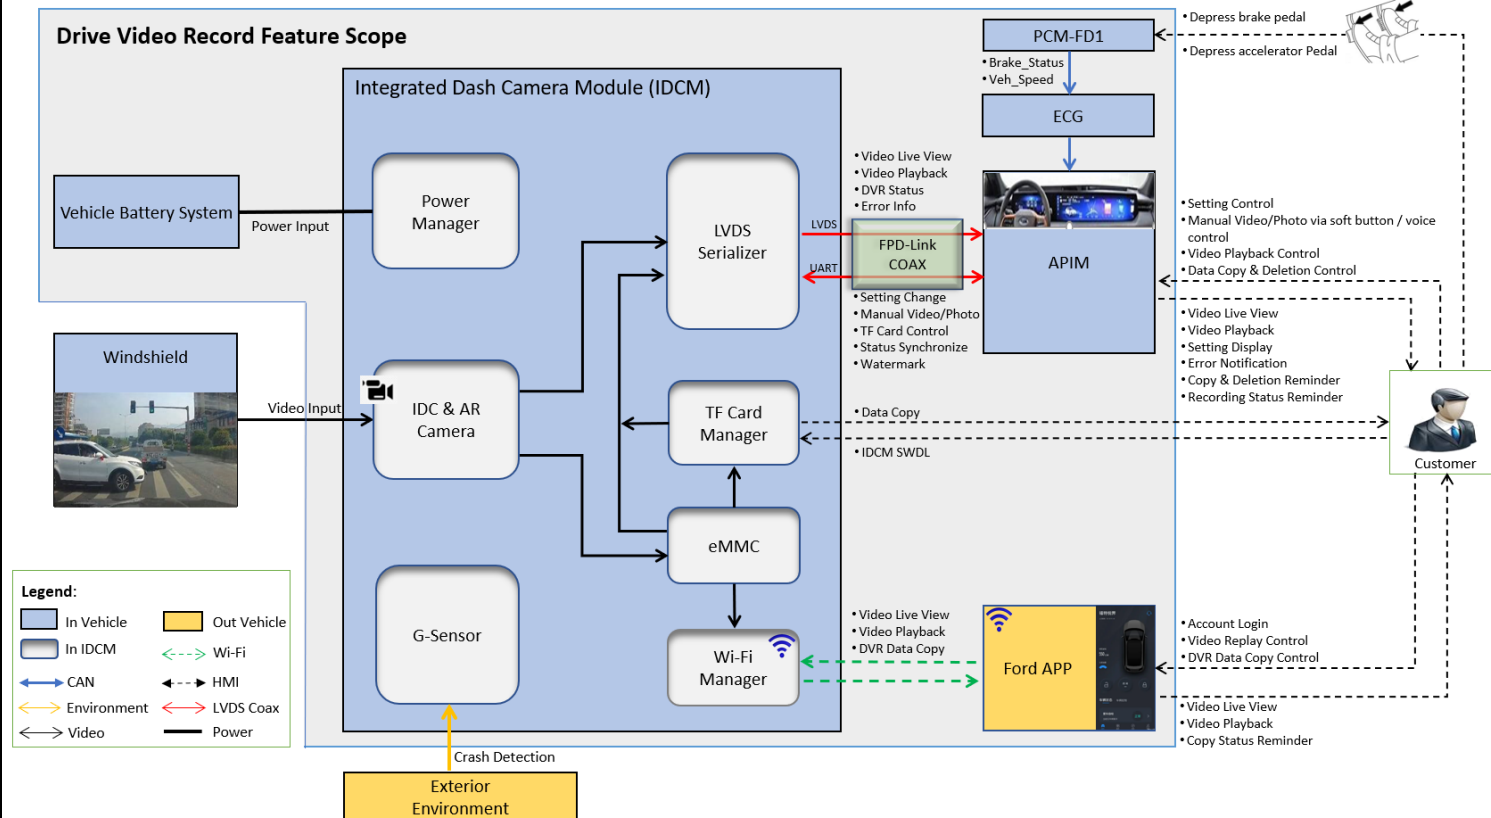 Drive Video Record Feature Scope
Integrated Dash Camera Module (IDCM)
Vehicle Battery System
Power Input
Power
Manager
LVDS
Serializer
Windshield
Video Input
IDC & AR
Camera
TF Card
Manager
eMMC
G-Sensor
Wi-Fi
Manager
Crash Detection
Exterior
Environment
PCM-FD1
• Brake_Status
• Veh_Speed
ECG
• Video Live View
• Video Playback
• DVR Status
• Error Info
LVDS
UART
FPD-Link
COAX
• Setting Change
• Manual Video/Photo
• TF Card Control
• Status Synchronize
• Watermark
APIM
• Depress brake pedal
• Depress accelerator Pedal
• Setting Control
• Manual Video/Photo via soft button / voice
control
• Video Playback Control
• Data Copy & Deletion Control
• Video Live View
• Video Playback
• Setting Display
• Error Notification
• Copy & Deletion Reminder
• Recording Status Reminder
• Data Copy
• IDCM SWDL
Customer
• Video Live View
• Video Playback
• DVR Data Copy
Ford APP
• Account Login
• Video Replay Control
• DVR Data Copy Control
• Video Live View
• Video Playback
• Copy Status Reminder
Legend:
In Vehicle
Out Vehicle
In IDCM
Wi-Fi
CAN
HMI
Environment
LVDS Coax
Video
Power